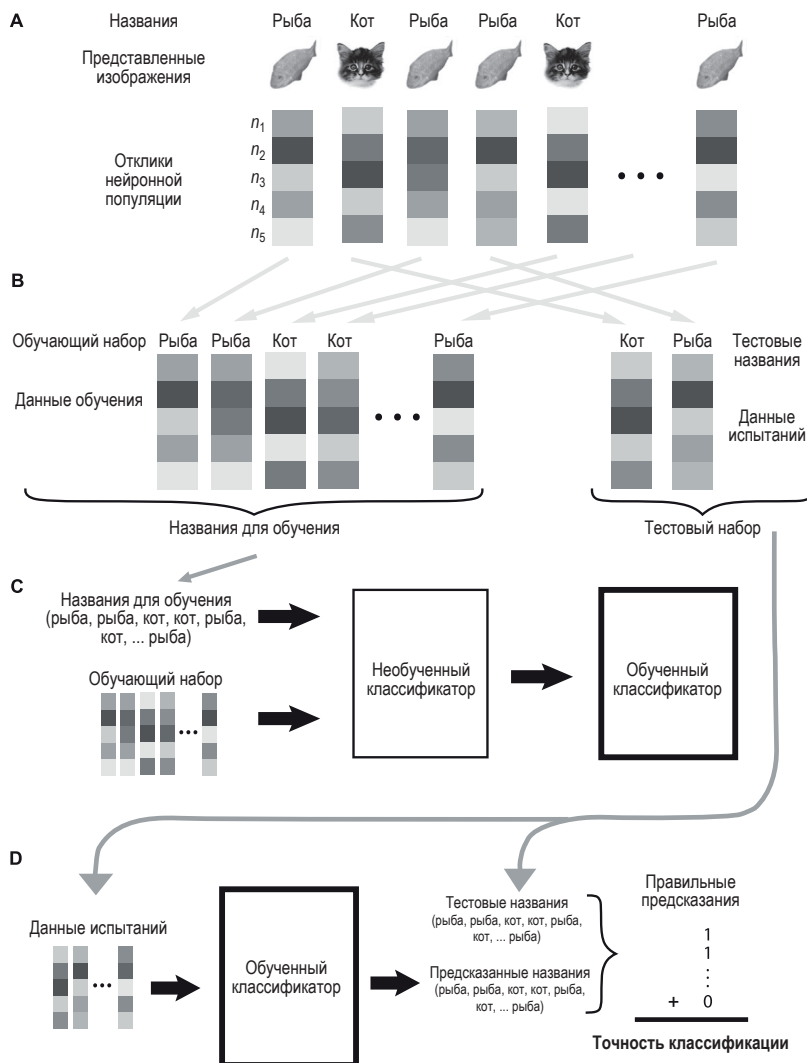 A
Названия Рыба Кот Рыба Рыба Кот Рыба
Представленные
изображения
Отклики
нейронной
популяции
n1
n2
n3
n4
n5
• • •
B
Обучающий набор Рыба Рыба Кот Кот Рыба
Данные обучения
• • •
Кот Рыба Тестовые
названия
Данные
испытаний
Названия для обучения
Тестовый набор
C
Названия для обучения
(рыба, рыба, кот, кот, рыба,
кот, ... рыба)
Обучающий набор
•••
Необученный
классификатор
Обученный
классификатор
D
Данные испытаний
•••
Обученный
классификатор
Тестовые названия
(рыба, рыба, кот, кот, рыба,
кот, ... рыба)
Предсказанные названия
(рыба, рыба, кот, кот, рыба,
кот, ... рыба)
Правильные
предсказания
1
1
⋮
+ 0
Точность классификации